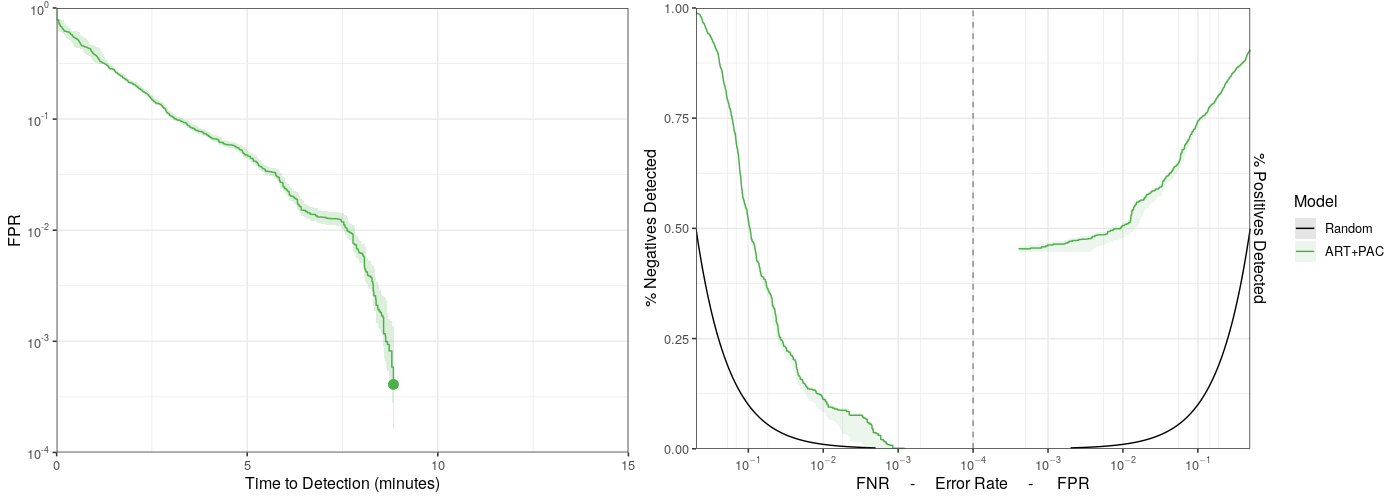 10^0
10^-1
10^-2
10^-3
10^-4
FPR
0
5
10
15
Time to Detection (minutes)
1.00
0.75
0.50
0.25
0.00
% Negatives Detected
10^-1
10^-2
10^-3
10^-4
10^-3
10^-2
10^-1
FNR - Error Rate - FPR
% Positives Detected
Model
Random
ART+PAC